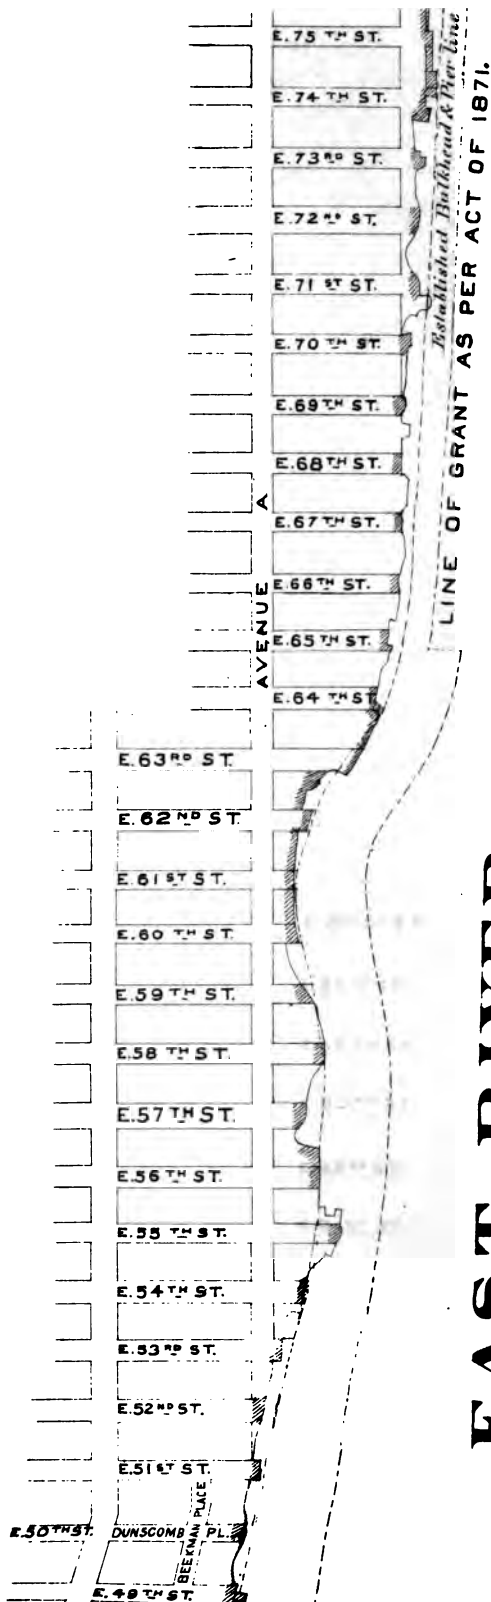 E. 75TH ST.
E. 74TH ST.
E. 73RD ST.
E. 72ND ST.
E. 71ST ST.
E. 70TH ST.
E. 69TH ST.
E. 68TH ST.
E. 67TH ST.
E. 66TH ST.
E. 65TH ST.
E. 64TH ST
AVENUE A
Established Bulkhead & Pier line
LINE OF GRANT AS PER ACT OF 1871.
E. 63RD ST.
E. 62ND ST.
E. 61ST ST.
E. 60TH ST.
E. 59TH ST.
E. 58TH ST.
E. 57TH ST.
E. 56TH ST.
E. 55TH ST.
E. 54TH ST.
E. 53RD ST.
E. 52ND ST.
E. 51ST ST.
E. 50TH ST.
DUNSCOMB PL.
BEEKMAN PLACE
E. 49TH ST.
EAST RIVER